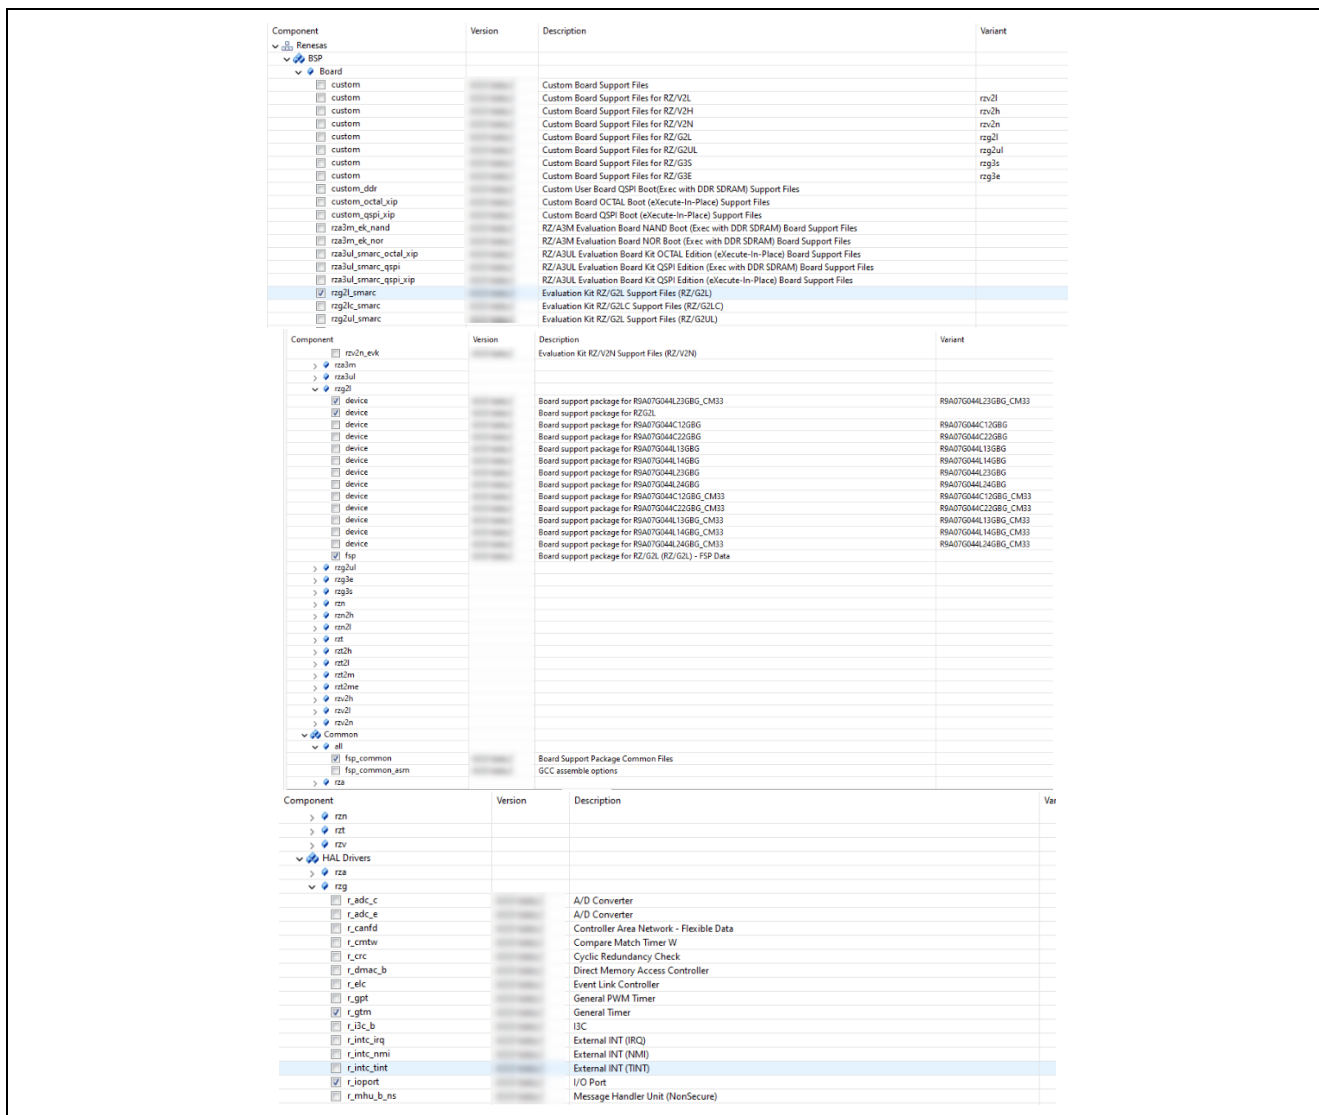 Component Version Description Variant
Renesas
BSP
Board
custom Custom Board Support Files
custom Custom Board Support Files for RZ/V2L rzv2l
custom Custom Board Support Files for RZ/V2H rzv2h
custom Custom Board Support Files for RZ/V2N rzv2n
custom Custom Board Support Files for RZ/G2L rzg2l
custom Custom Board Support Files for RZ/G2UL rzg2ul
custom Custom Board Support Files for RZ/G3S rzg3s
custom Custom Board Support Files for RZ/G3E rzg3e
custom_ddr Custom User Board QSPI Boot(Exec with DDR SDRAM) Support Files
custom_octal_xip Custom Board OCTAL Boot (eXecute-In-Place) Support Files
custom_qspi_xip Custom Board QSPI Boot (eXecute-In-Place) Support Files
rza3m_ek_nand RZ/A3M Evaluation Board NAND Boot (Exec with DDR SDRAM) Board Support Files
rza3m_ek_nor RZ/A3M Evaluation Board NOR Boot (Exec with DDR SDRAM) Board Support Files
rza3ul_smarc_octal_xip RZ/A3UL Evaluation Board Kit OCTAL Edition (eXecute-In-Place) Board Support Files
rza3ul_smarc_qspi RZ/A3UL Evaluation Board Kit QSPI Edition (Exec with DDR SDRAM) Board Support Files
rza3ul_smarc_qspi_xip RZ/A3UL Evaluation Board Kit QSPI Edition (eXecute-In-Place) Board Support Files
rzg2l_smarc Evaluation Kit RZ/G2L Support Files (RZ/G2L)
rzg2lc_smarc Evaluation Kit RZ/G2LC Support Files (RZ/G2LC)
rzg2ul_smarc Evaluation Kit RZ/G2L Support Files (RZ/G2UL)
Component Version Description Variant
rzv2n_evk Evaluation Kit RZ/V2N Support Files (RZ/V2N)
rza3m
rza3ul
rzg2l
device Board support package for R9A07G044L23GBG_CM33 R9A07G044L23GBG_CM33
device Board support package for RZG2L
device Board support package for R9A07G044C12GBG R9A07G044C12GBG
device Board support package for R9A07G044C22GBG R9A07G044C22GBG
device Board support package for R9A07G044L13GBG R9A07G044L13GBG
device Board support package for R9A07G044L14GBG R9A07G044L14GBG
device Board support package for R9A07G044L23GBG R9A07G044L23GBG
device Board support package for R9A07G044L24GBG R9A07G044L24GBG
device Board support package for R9A07G044C12GBG_CM33 R9A07G044C12GBG_CM33
device Board support package for R9A07G044C22GBG_CM33 R9A07G044C22GBG_CM33
device Board support package for R9A07G044L13GBG_CM33 R9A07G044L13GBG_CM33
device Board support package for R9A07G044L14GBG_CM33 R9A07G044L14GBG_CM33
device Board support package for R9A07G044L24GBG_CM33 R9A07G044L24GBG_CM33
fsp Board support package for RZ/G2L (RZ/G2L) - FSP Data
rzg2ul
rzg3e
rzg3s
rzn
rzn2h
rzn2l
rzt
rzt2h
rzt2l
rzt2m
rzt2me
rzv2h
rzv2l
rzv2n
Common
all
fsp_common Board Support Package Common Files
fsp_common_asm GCC assemble options
rza
Component Version Description Var
rzn
rzt
rzv
HAL Drivers
rza
rzg
r_adc_c A/D Converter
r_adc_e A/D Converter
r_canfd Controller Area Network - Flexible Data
r_cmtw Compare Match Timer W
r_crc Cyclic Redundancy Check
r_dmac_b Direct Memory Access Controller
r_elc Event Link Controller
r_gpt General PWM Timer
r_gtm General Timer
r_i3c_b I3C
r_intc_irq External INT (IRQ)
r_intc_nmi External INT (NMI)
r_intc_tint External INT (TINT)
r_ioport I/O Port
r_mhu_b_ns Message Handler Unit (NonSecure)